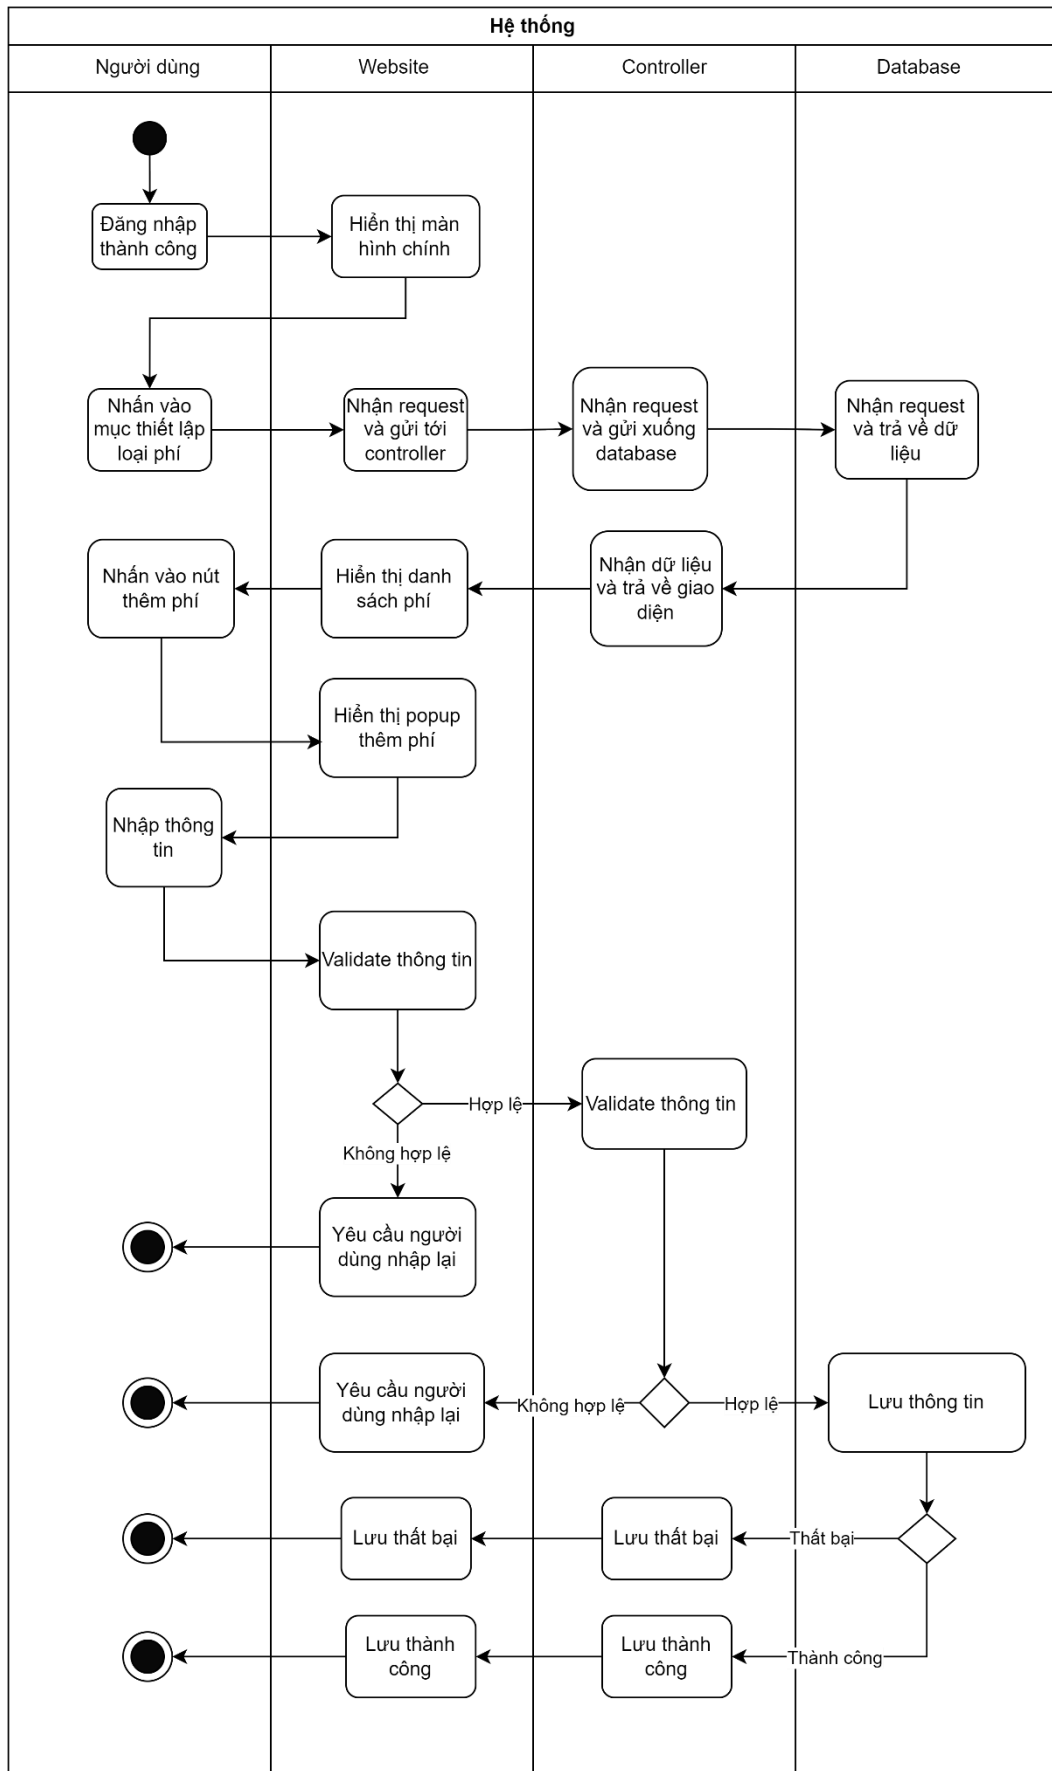 Hệ thống
Người dùng
Website
Controller
Database
Đăng nhập
thành công
Hiển thị màn
hình chính
Nhấn vào
mục thiết lập
loại phí
Nhận request
và gửi tới
controller
Nhận request
và gửi xuống
database
Nhận request
và trả về dữ
liệu
Nhấn vào nút
thêm phí
Hiển thị danh
sách phí
Nhận dữ liệu
và trả về giao
diện
Hiển thị popup
thêm phí
Nhập thông
tin
Validate thông tin
Hợp lệ
Validate thông tin
Không hợp lệ
Yêu cầu người
dùng nhập lại
Yêu cầu người
dùng nhập lại
Không hợp lệ
Hợp lệ
Lưu thông tin
Lưu thất bại
Lưu thất bại
Thất bại
Lưu thành
công
Lưu thành
công
Thành công